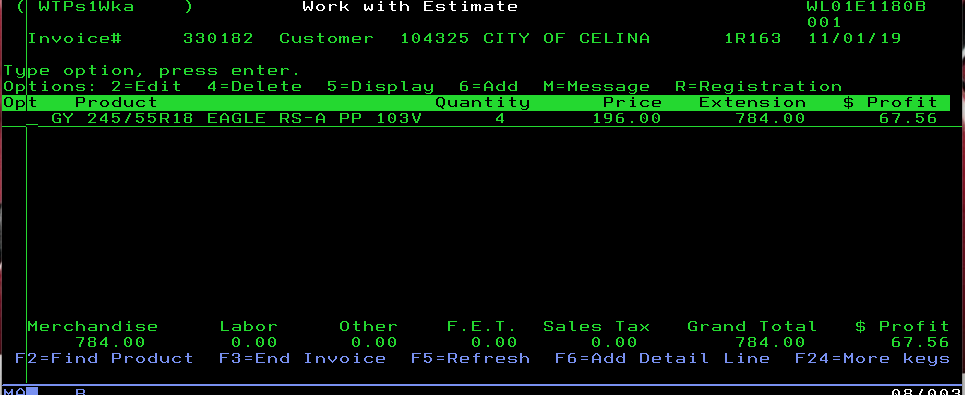 ( WTPs1Wka ) Work with Estimate WL01E1180B
001
Invoice# 330182 Customer 104325 CITY OF CELINA 1R163 11/01/19
Type option, press enter.
Options: 2=Edit 4=Delete 5=Display 6=Add M=Message R=Registration
Opt Product Quantity Price Extension $ Profit
_ GY 245/55R18 EAGLE RS-A PP 103V 4 196.00 784.00 67.56
Merchandise Labor Other F.E.T. Sales Tax Grand Total $ Profit
784.00 0.00 0.00 0.00 0.00 784.00 67.56
F2=Find Product F3=End Invoice F5=Refresh F6=Add Detail Line F24=More keys
MA B 08/003